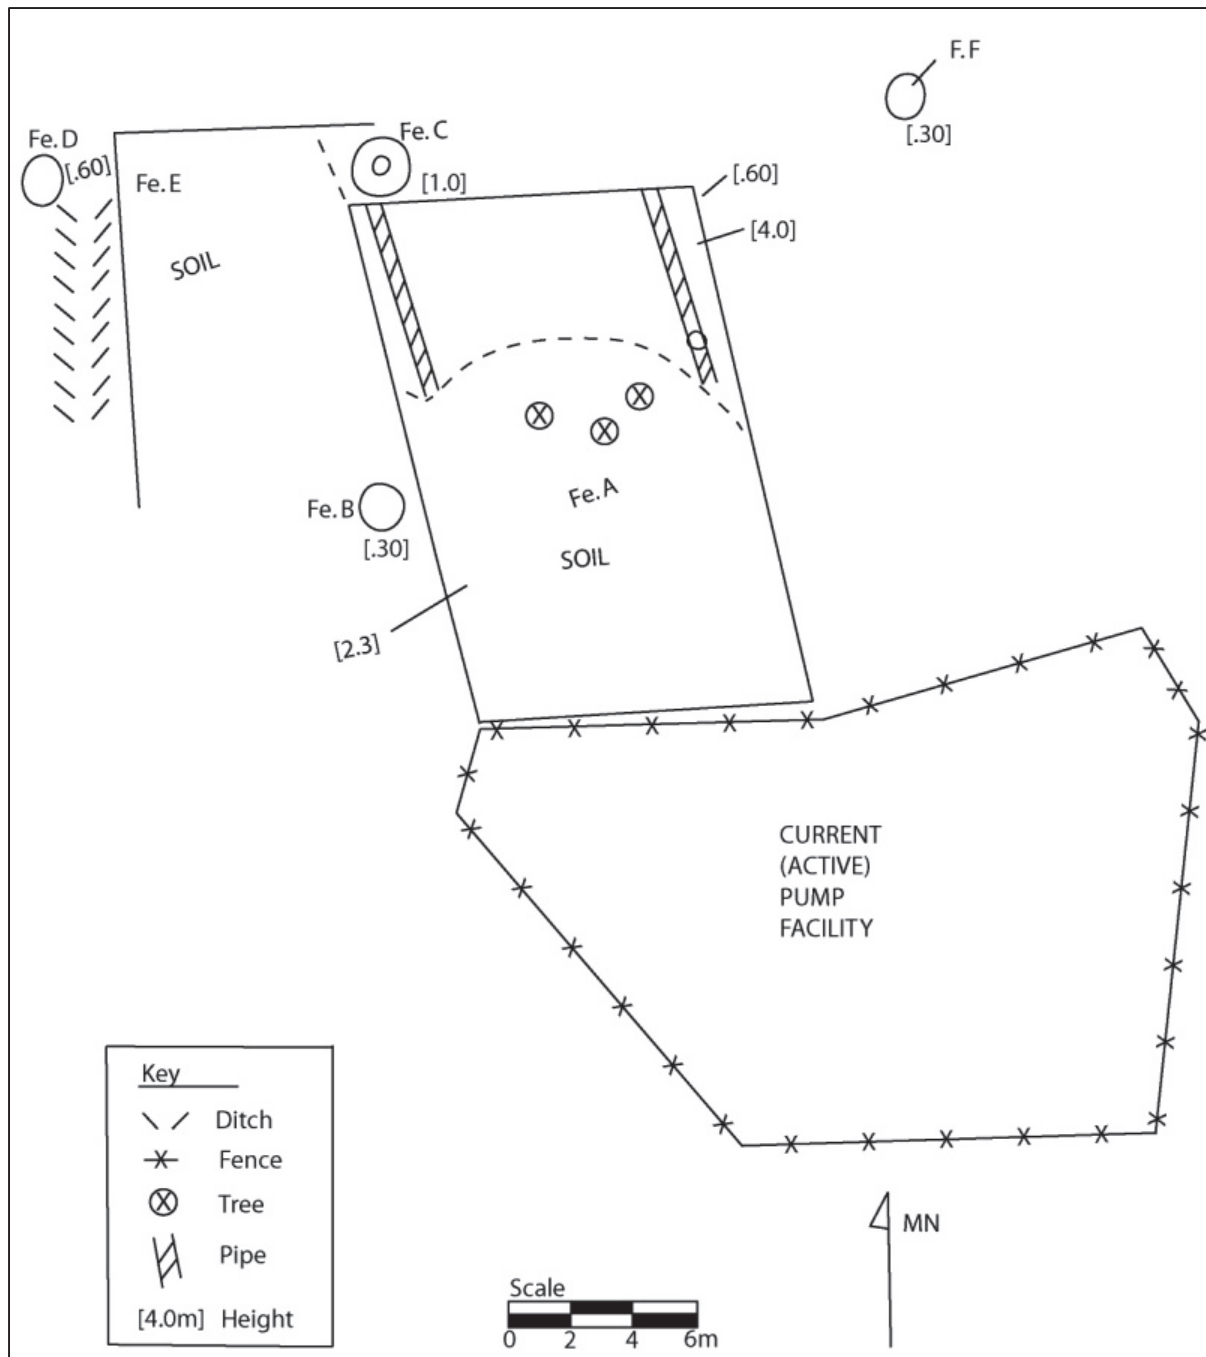 F.F
[.30]
Fe.D
[.60]
Fe.C
Fe.E
[1.0]
[.60]
[4.0]
SOIL
Fe.A
Fe.B
[.30]
SOIL
[2.3]
CURRENT
(ACTIVE)
PUMP
FACILITY
Key
Ditch
Fence
Tree
Pipe
[4.0m] Height
MN
Scale
0 2 4 6m